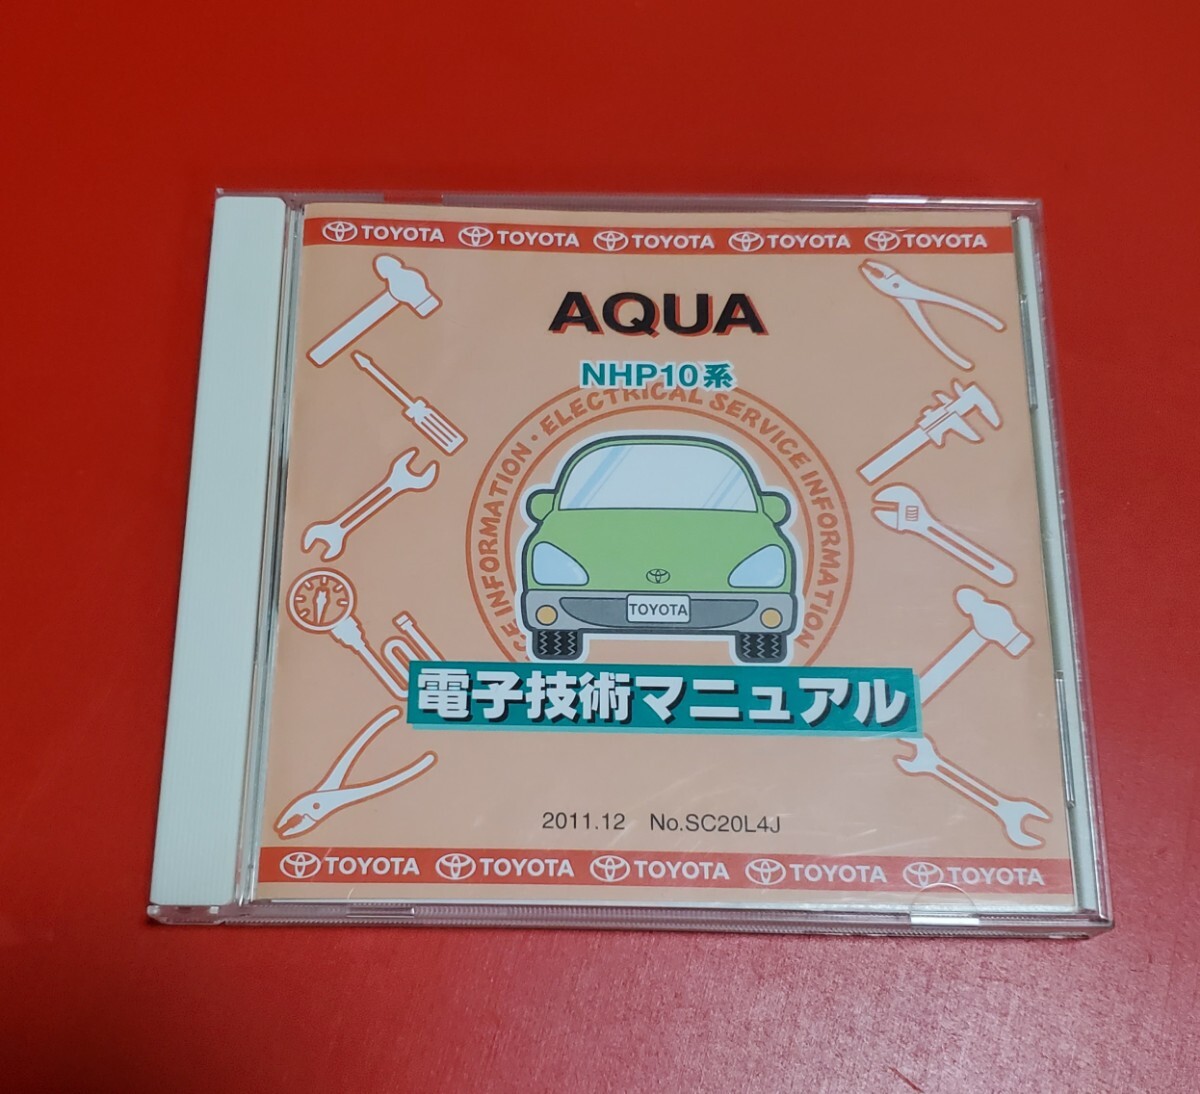 TOYOTA TOYOTA TOYOTA TOYOTA TOYOTA
AQUA
NHP10系
CE INFORMATION・ELECTRICAL SERVICE INFORMATION
TOYOTA
電子技術マニュアル
2011.12 No.SC20L4J
TOYOTA TOYOTA TOYOTA TOYOTA TOYOTA